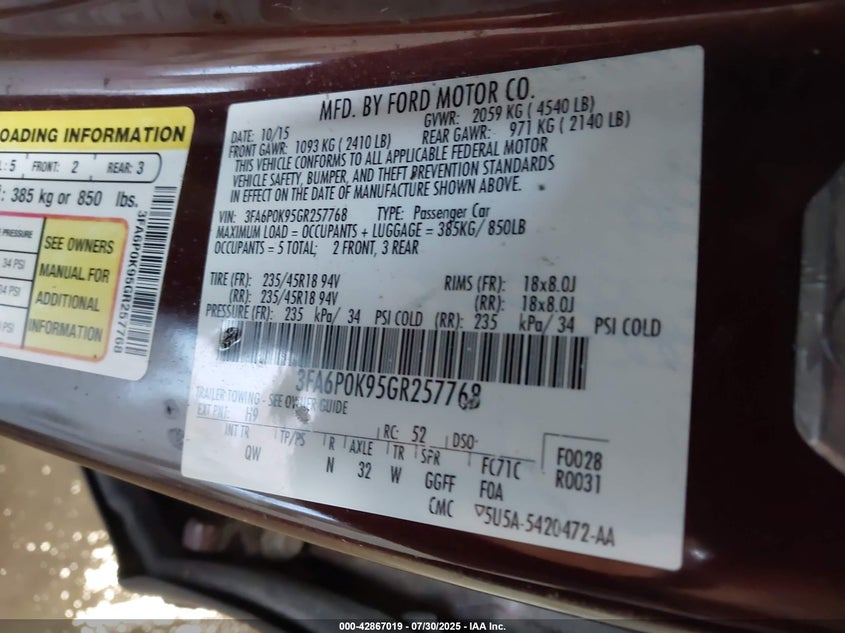 MFD. BY FORD MOTOR CO.
DATE: 10/15 GVWR: 2059 KG ( 4540 LB)
FRONT GAWR: 1093 KG ( 2410 LB) REAR GAWR: 971 KG ( 2140 LB)
THIS VEHICLE CONFORMS TO ALL APPLICABLE FEDERAL MOTOR
VEHICLE SAFETY, BUMPER, AND THEFT PREVENTION STANDARDS
IN EFFECT ON THE DATE OF MANUFACTURE SHOWN ABOVE.
VIN: 3FA6P0K95GR257768 TYPE: Passenger Car
MAXIMUM LOAD = OCCUPANTS + LUGGAGE = 385KG/ 850LB
OCCUPANTS = 5 TOTAL; 2 FRONT, 3 REAR
TIRE (FR): 235/45R18 94V RIMS (FR): 18x8.0J
(RR): 235/45R18 94V (RR): 18x8.0J
PRESSURE (FR): 235 kPa/ 34 PSI COLD (RR): 235 kPa/ 34 PSI COLD
3FA6P0K95GR257768
TRAILER TOWING - SEE OWNER GUIDE
EXT PNT: H9 RC: 52 DSO:
INT TR TP/PS R AXLE TR SPR FC71C F0028
QW N 32 W GGFF F0A R0031
CMC 5U5A-5420472-AA
LOADING INFORMATION
: 5 FRONT: 2 REAR: 3
: 385 kg or 850 lbs.
PRESSURE
34 PSI
34 PSI
PSI
SEE OWNERS
MANUAL FOR
ADDITIONAL
INFORMATION
3FA6P0K95GR257768
000-42867019 - 07/30/2025 - IAA Inc.